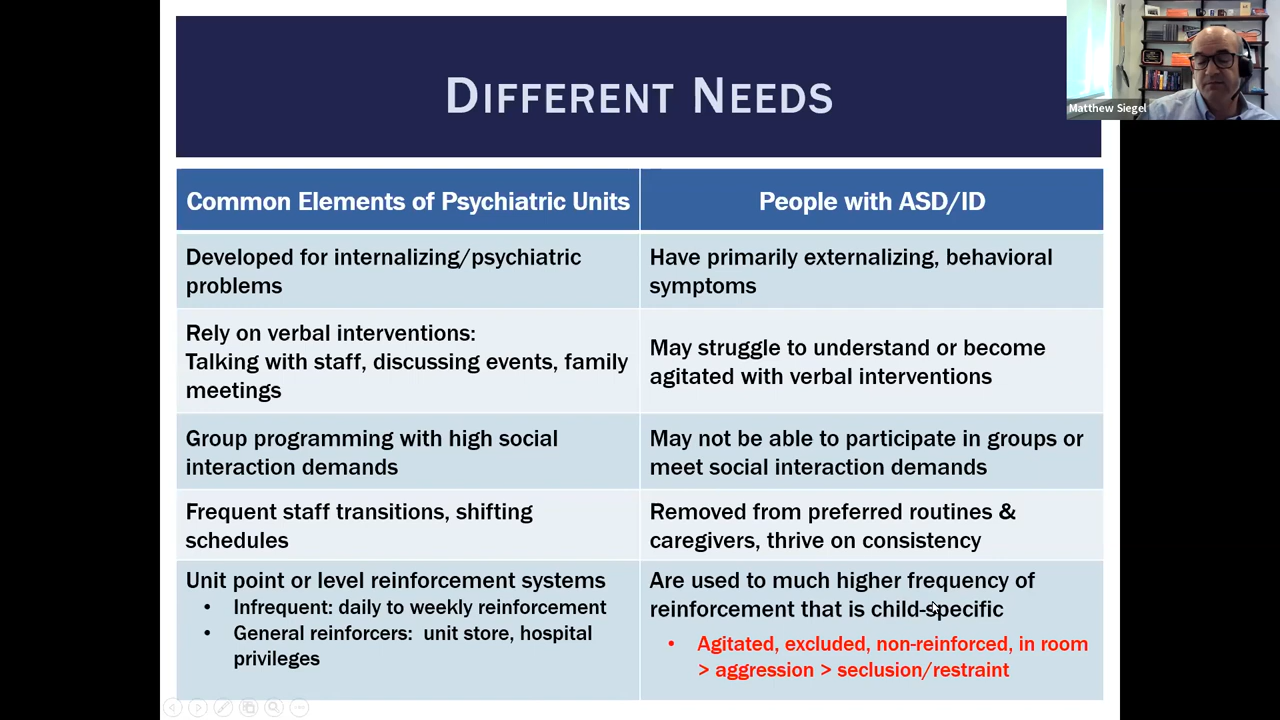 DIFFERENT NEEDS
Matthew Siegel
Common Elements of Psychiatric Units
People with ASD/ID
Developed for internalizing/psychiatric
problems
Have primarily externalizing, behavioral
symptoms
Rely on verbal interventions:
Talking with staff, discussing events, family
meetings
May struggle to understand or become
agitated with verbal interventions
Group programming with high social
interaction demands
May not be able to participate in groups or
meet social interaction demands
Frequent staff transitions, shifting
schedules
Removed from preferred routines &
caregivers, thrive on consistency
Unit point or level reinforcement systems
• Infrequent: daily to weekly reinforcement
• General reinforcers: unit store, hospital
privileges
Are used to much higher frequency of
reinforcement that is child-specific
• Agitated, excluded, non-reinforced, in room
> aggression > seclusion/restraint